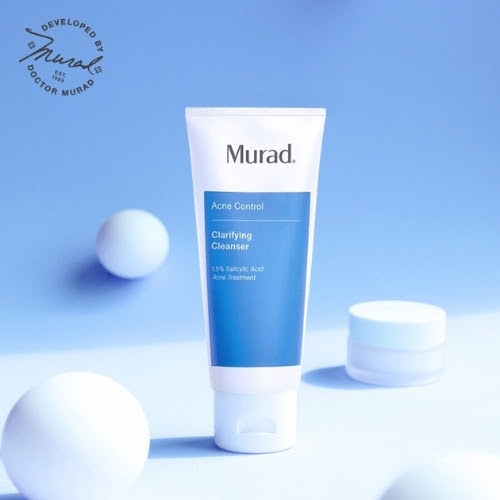 DEVELOPED BY
Murad
EST.
1989
DOCTOR MURAD
Murad.
Acne Control
Clarifying
Cleanser
1.5% Salicylic Acid
Acne Treatment